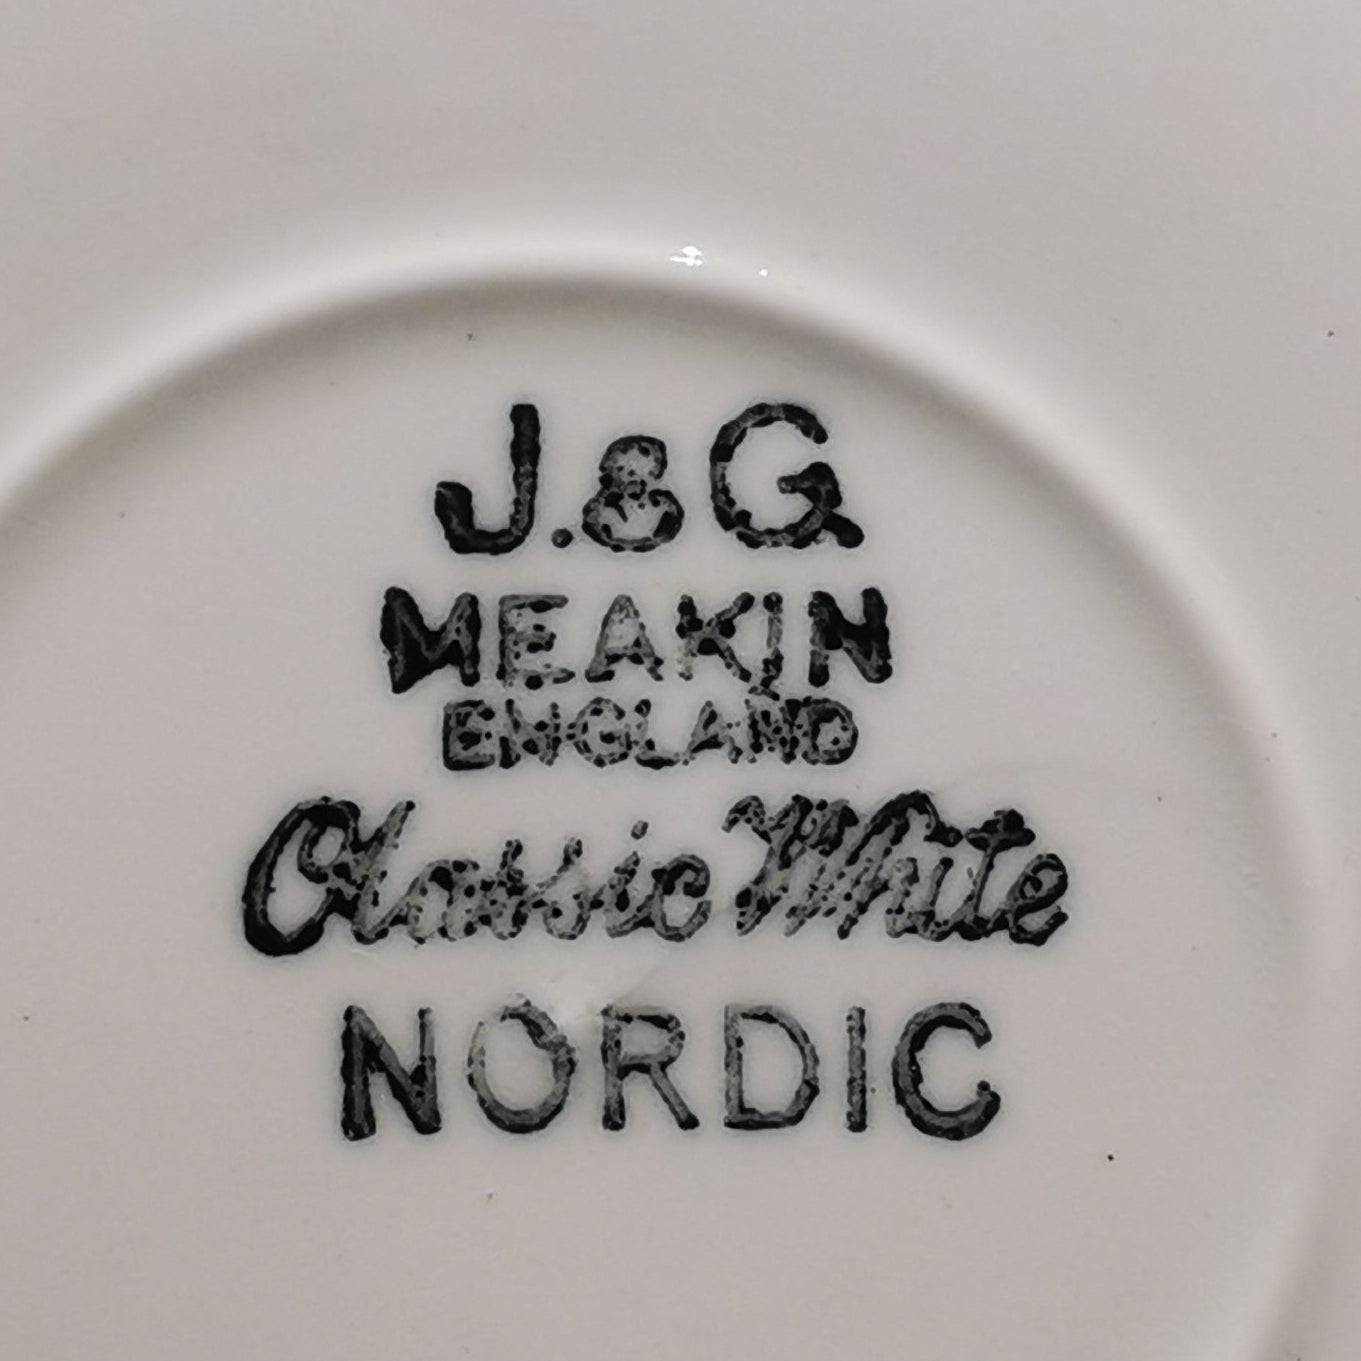 J.&G.
MEAKIN
ENGLAND
Classic White
NORDIC